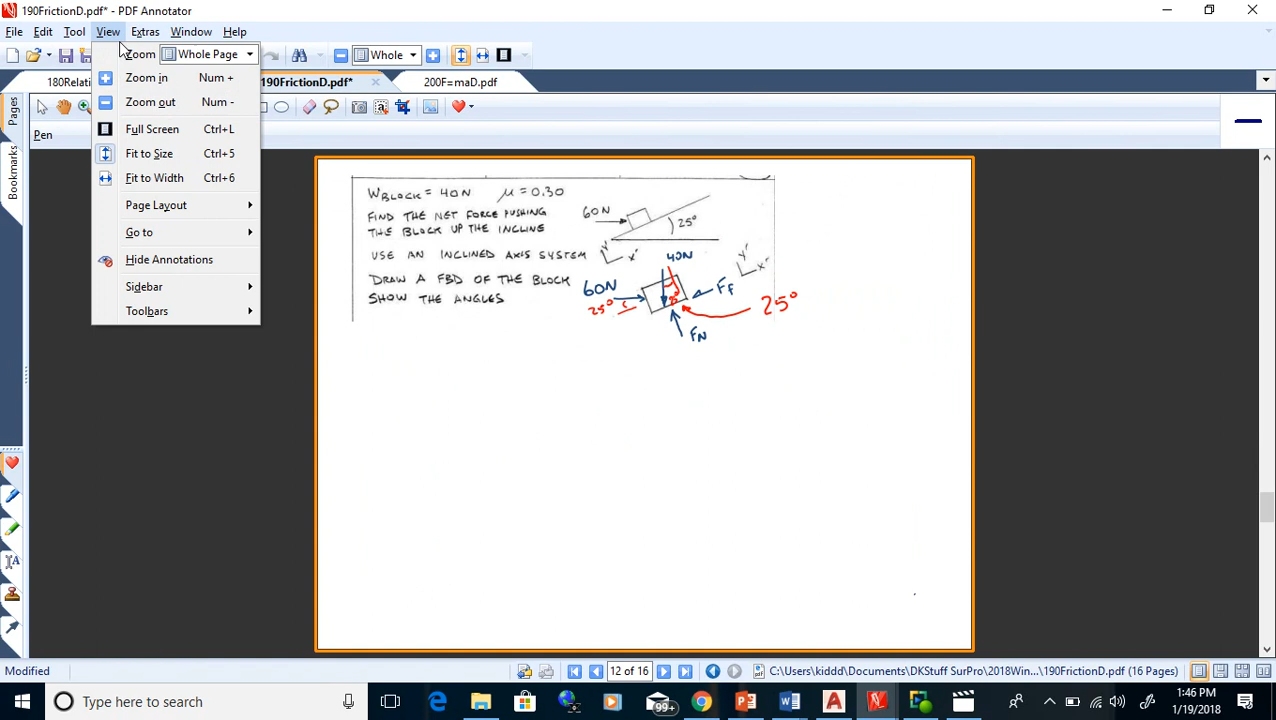 190FrictionD.pdf* - PDF Annotator
File Edit Tool View Extras Window Help
Zoom Whole Page
Whole
180Relati
190FrictionD.pdf*
200F=maD.pdf
Zoom in Num +
Zoom out Num -
Full Screen Ctrl+L
Fit to Size Ctrl+5
Fit to Width Ctrl+6
Page Layout
Go to
Hide Annotations
Sidebar
Toolbars
Pages
Bookmarks
Pen
WBLOCK = 40N μ = 0.30
FIND THE NET FORCE PUSHING
THE BLOCK UP THE INCLINE
USE AN INCLINED AXIS SYSTEM
DRAW A FBD OF THE BLOCK
SHOW THE ANGLES
60N
25°
Y' X'
40N
Y'
X'
60N
FF
25°
25°
FN
Modified
12 of 16
C:\Users\kiddd\Documents\DKStuff SurPro\2018Win...\190FrictionD.pdf (16 Pages)
Type here to search
99+
1:46 PM
1/19/2018